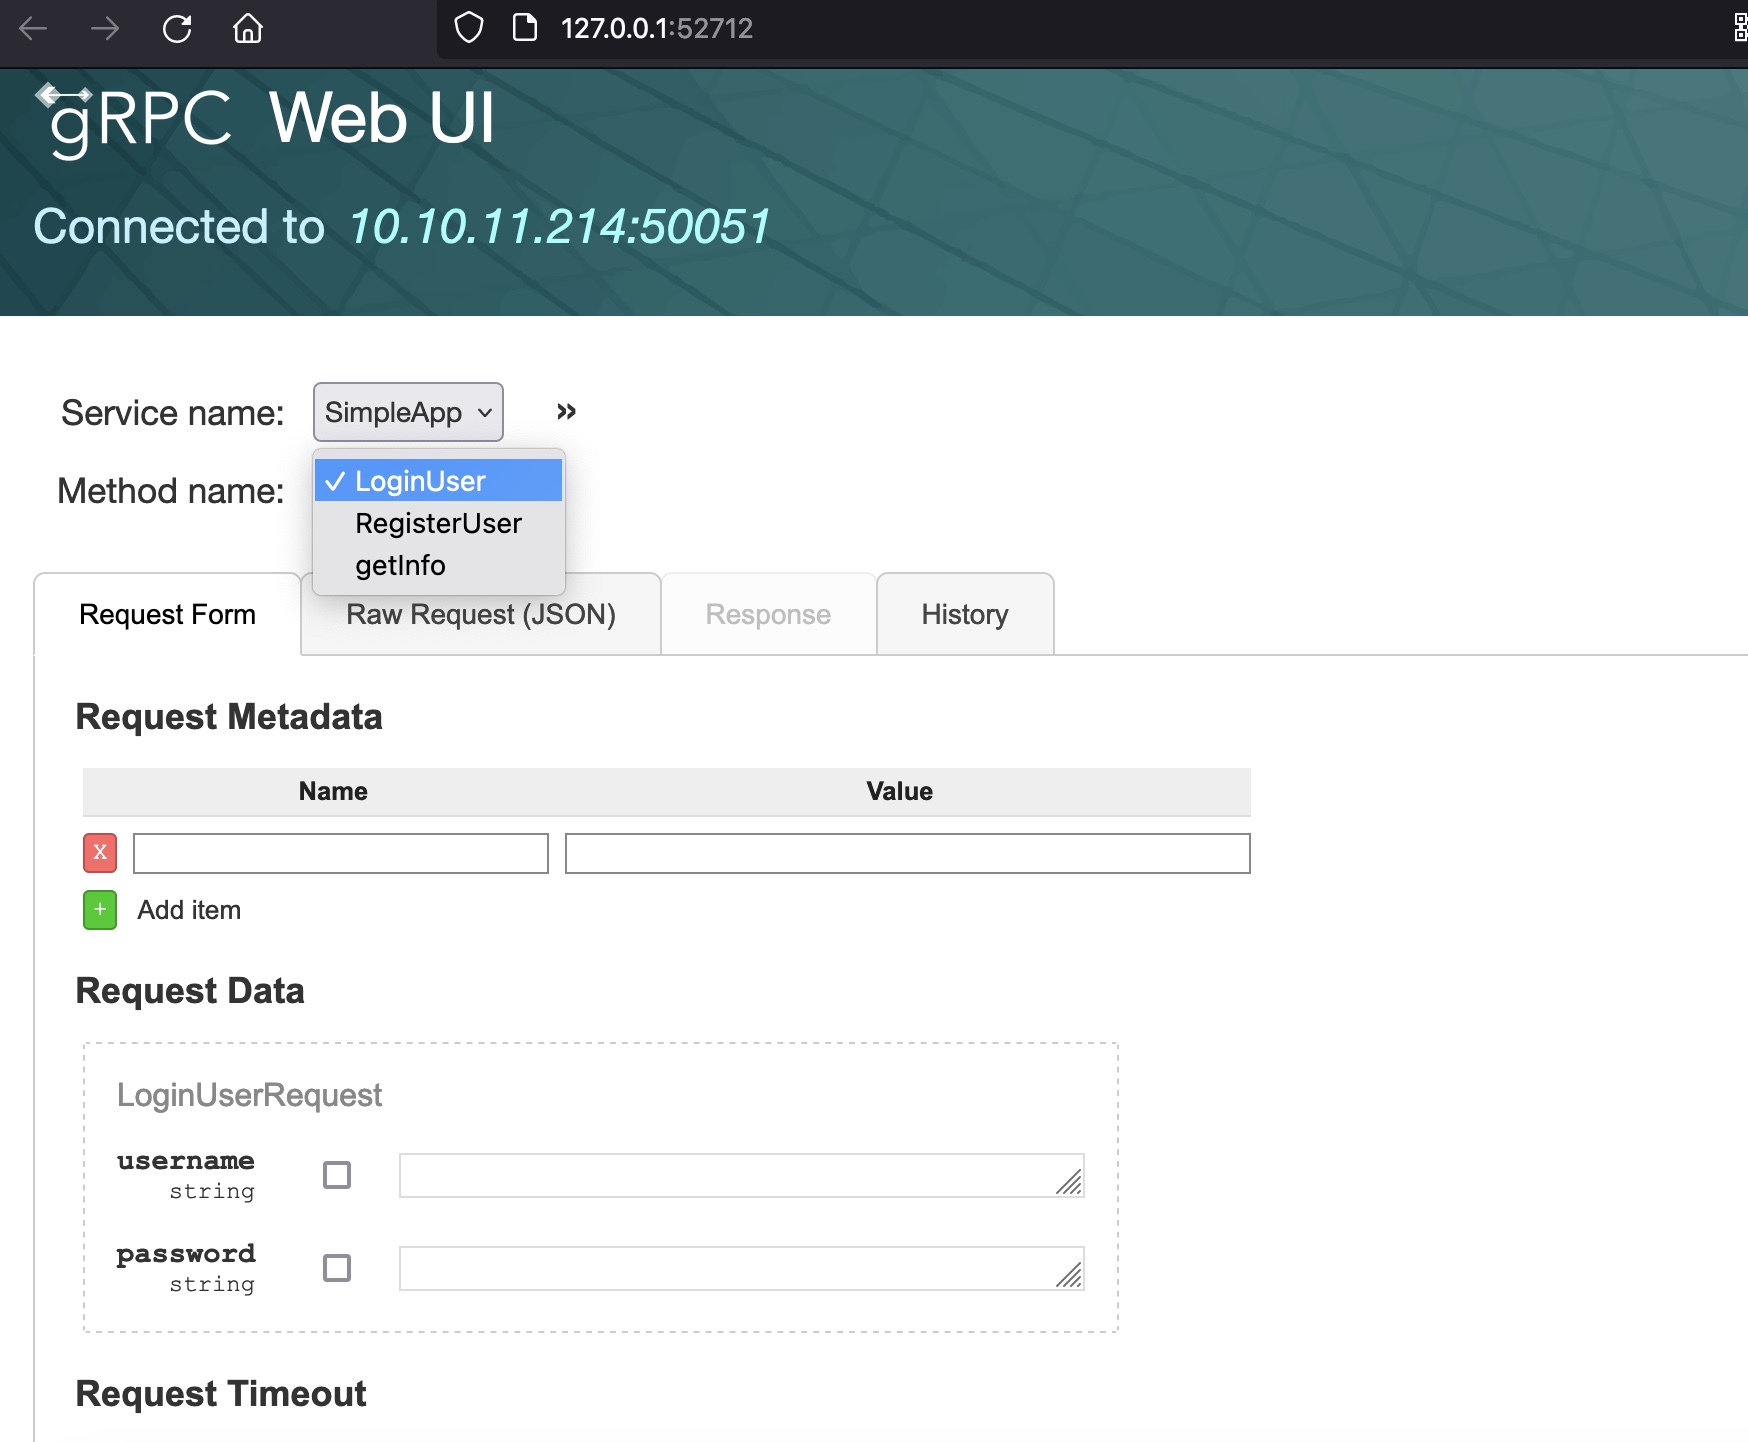 127.0.0.1:52712
gRPC Web UI
Connected to 10.10.11.214:50051
Service name: SimpleApp »
Method name:
✓ LoginUser
RegisterUser
getInfo
Request Form Raw Request (JSON) Response History
Request Metadata
Name Value
X
+ Add item
Request Data
LoginUserRequest
username
string
password
string
Request Timeout